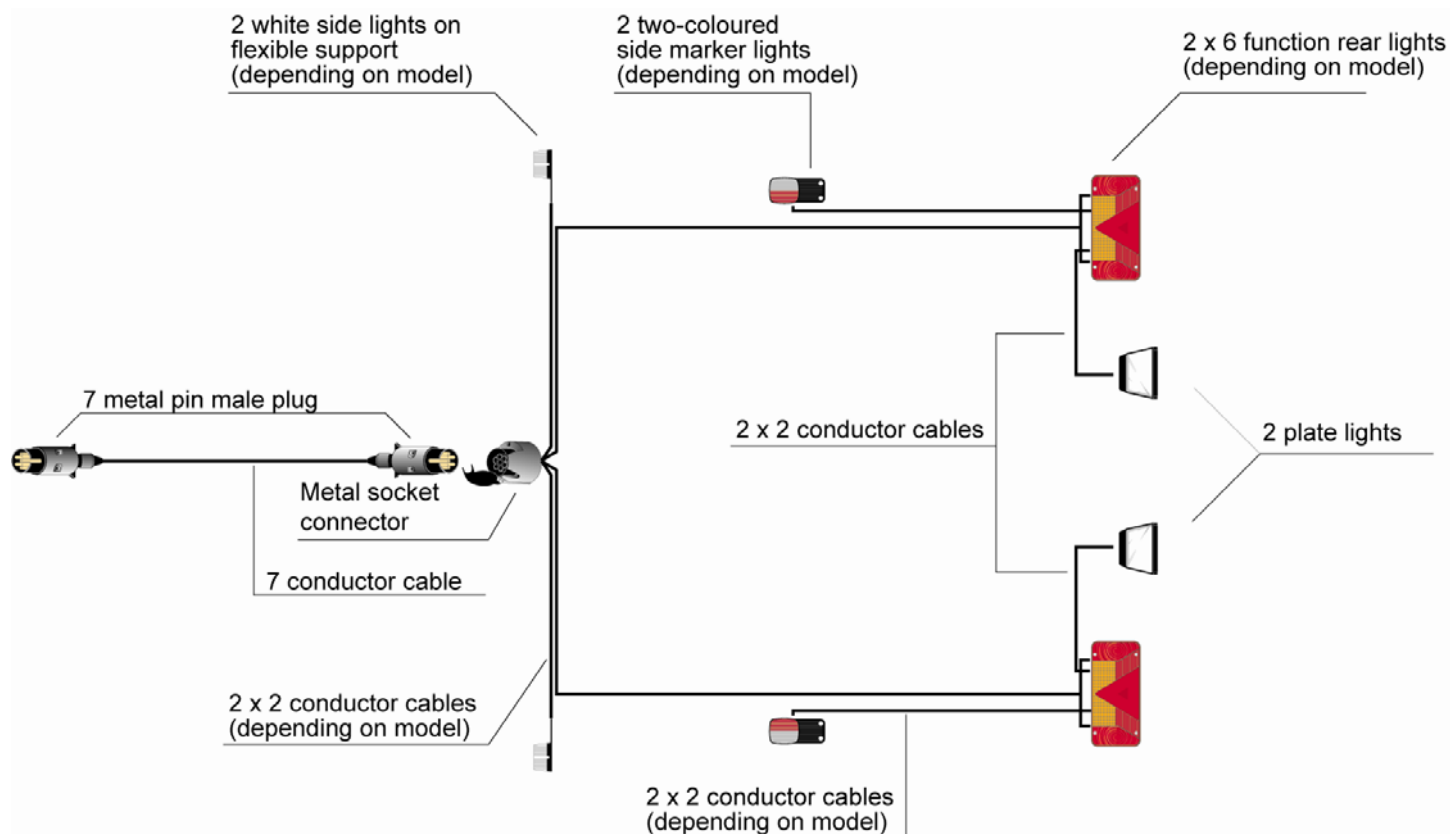 2 white side lights on
flexible support
(depending on model)
2 two-coloured
side marker lights
(depending on model)
2 x 6 function rear lights
(depending on model)
7 metal pin male plug
Metal socket
connector
7 conductor cable
2 x 2 conductor cables
2 plate lights
2 x 2 conductor cables
(depending on model)
2 x 2 conductor cables
(depending on model)